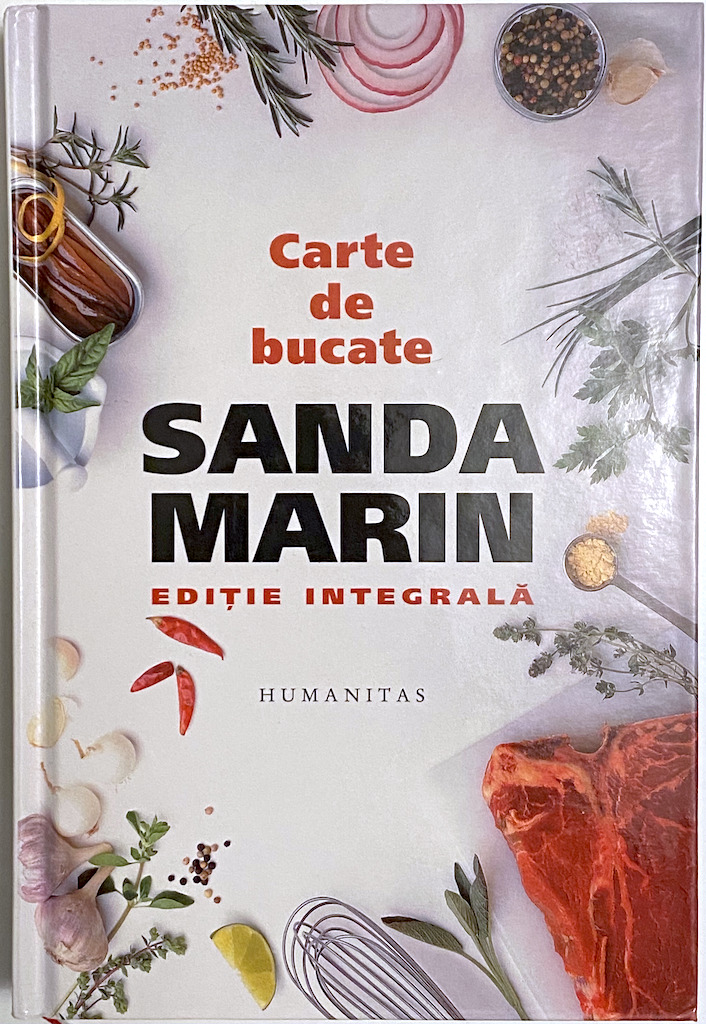 Carte
de
bucate
SANDA
MARIN
EDIȚIE INTEGRALĂ
HUMANITAS